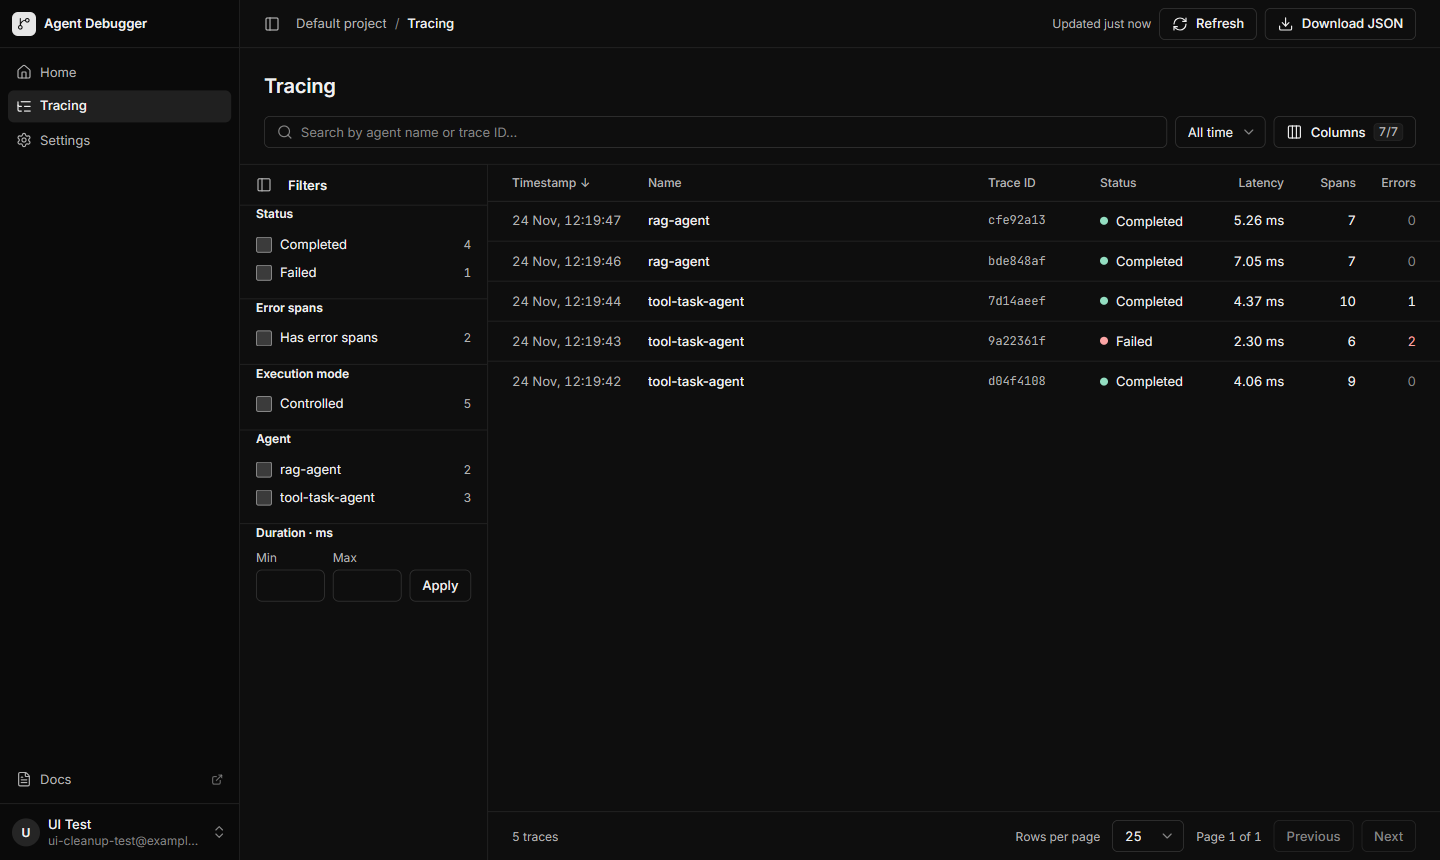 Agent Debugger
Default project / Tracing
Updated just now
Refresh
Download JSON
Home
Tracing
Settings
Tracing
Search by agent name or trace ID...
All time
Columns 7/7
Filters
Status
Completed 4
Failed 1
Error spans
Has error spans 2
Execution mode
Controlled 5
Agent
rag-agent 2
tool-task-agent 3
Duration · ms
Min Max
Apply
Timestamp ↓ Name Trace ID Status Latency Spans Errors
24 Nov, 12:19:47 rag-agent cfe92a13 Completed 5.26 ms 7 0
24 Nov, 12:19:46 rag-agent bde848af Completed 7.05 ms 7 0
24 Nov, 12:19:44 tool-task-agent 7d14aeef Completed 4.37 ms 10 1
24 Nov, 12:19:43 tool-task-agent 9a22361f Failed 2.30 ms 6 2
24 Nov, 12:19:42 tool-task-agent d04f4108 Completed 4.06 ms 9 0
Docs
U
UI Test
ui-cleanup-test@exampl...
5 traces
Rows per page 25 Page 1 of 1 Previous Next